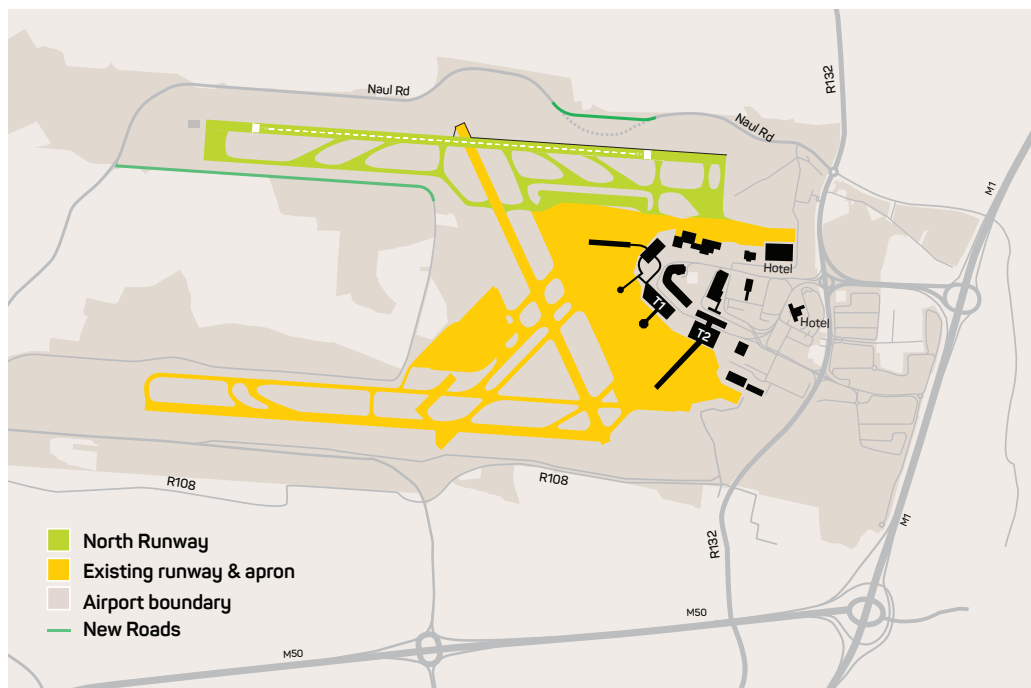 Naul Rd
R132
Naul Rd
M1
Hotel
T1
Hotel
T2
R108
R108
M1
R132
North Runway
Existing runway & apron
Airport boundary
New Roads
M50
M50